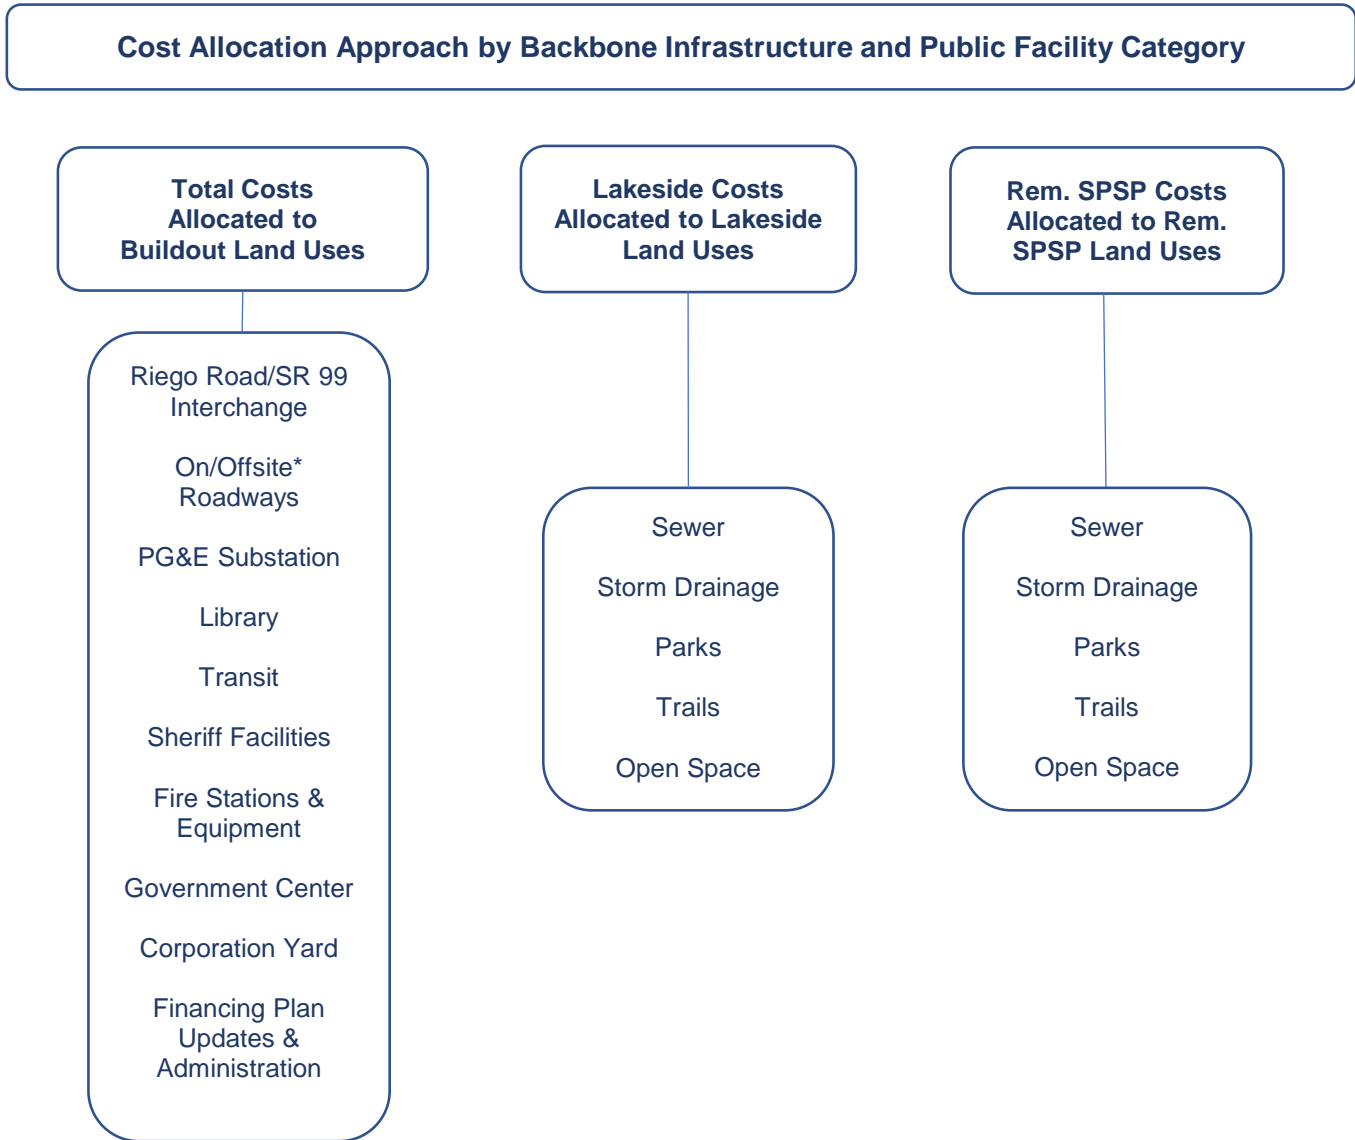 Cost Allocation Approach by Backbone Infrastructure and Public Facility Category
Total Costs
Allocated to
Buildout Land Uses
Riego Road/SR 99
Interchange
On/Offsite*
Roadways
PG&E Substation
Library
Transit
Sheriff Facilities
Fire Stations &
Equipment
Government Center
Corporation Yard
Financing Plan
Updates &
Administration
Lakeside Costs
Allocated to Lakeside
Land Uses
Sewer
Storm Drainage
Parks
Trails
Open Space
Rem. SPSP Costs
Allocated to Rem.
SPSP Land Uses
Sewer
Storm Drainage
Parks
Trails
Open Space